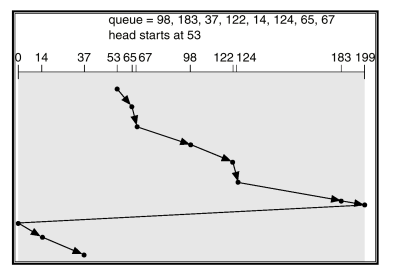 queue = 98, 183, 37, 122, 14, 124, 65, 67
head starts at 53
0 14 37 53 65 67 98 122 124 183 199